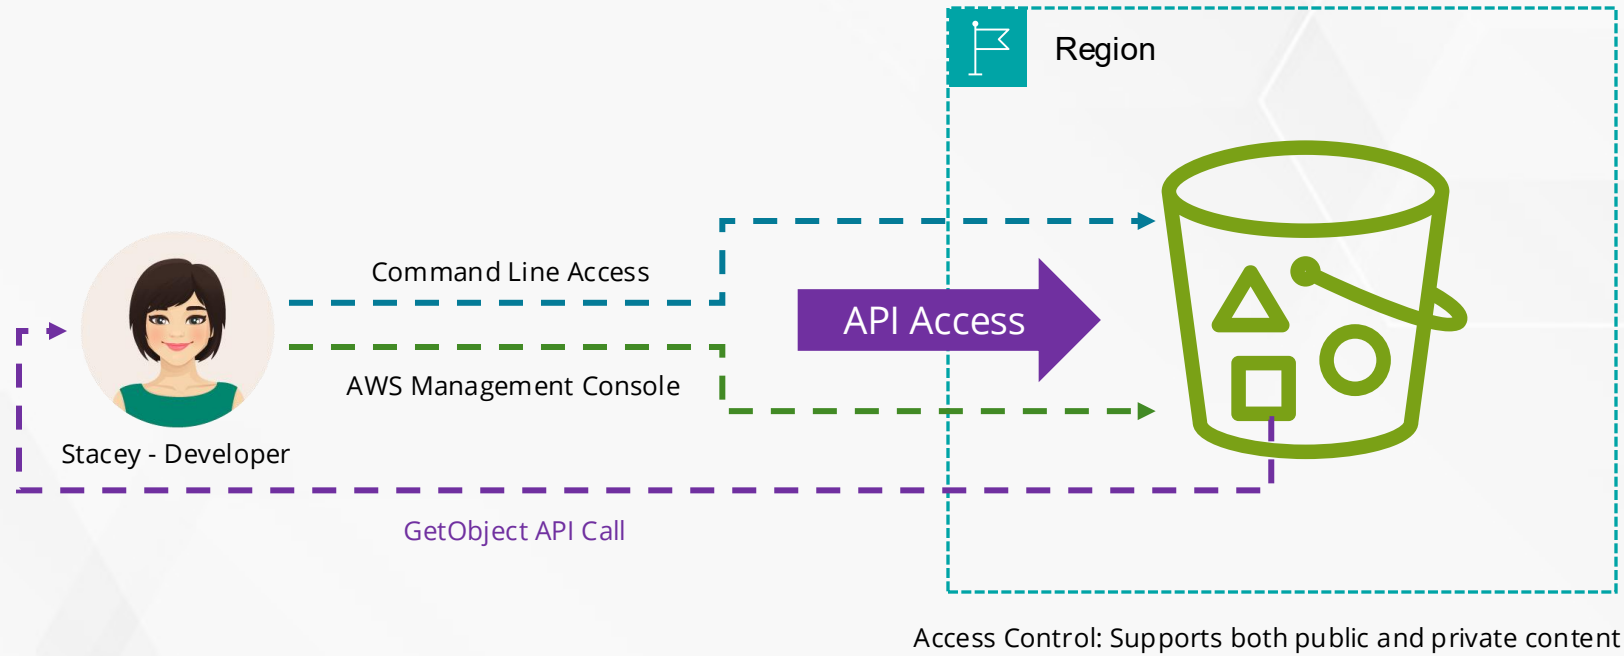 Region
Command Line Access
API Access
AWS Management Console
Stacey - Developer
GetObject API Call
Access Control: Supports both public and private content